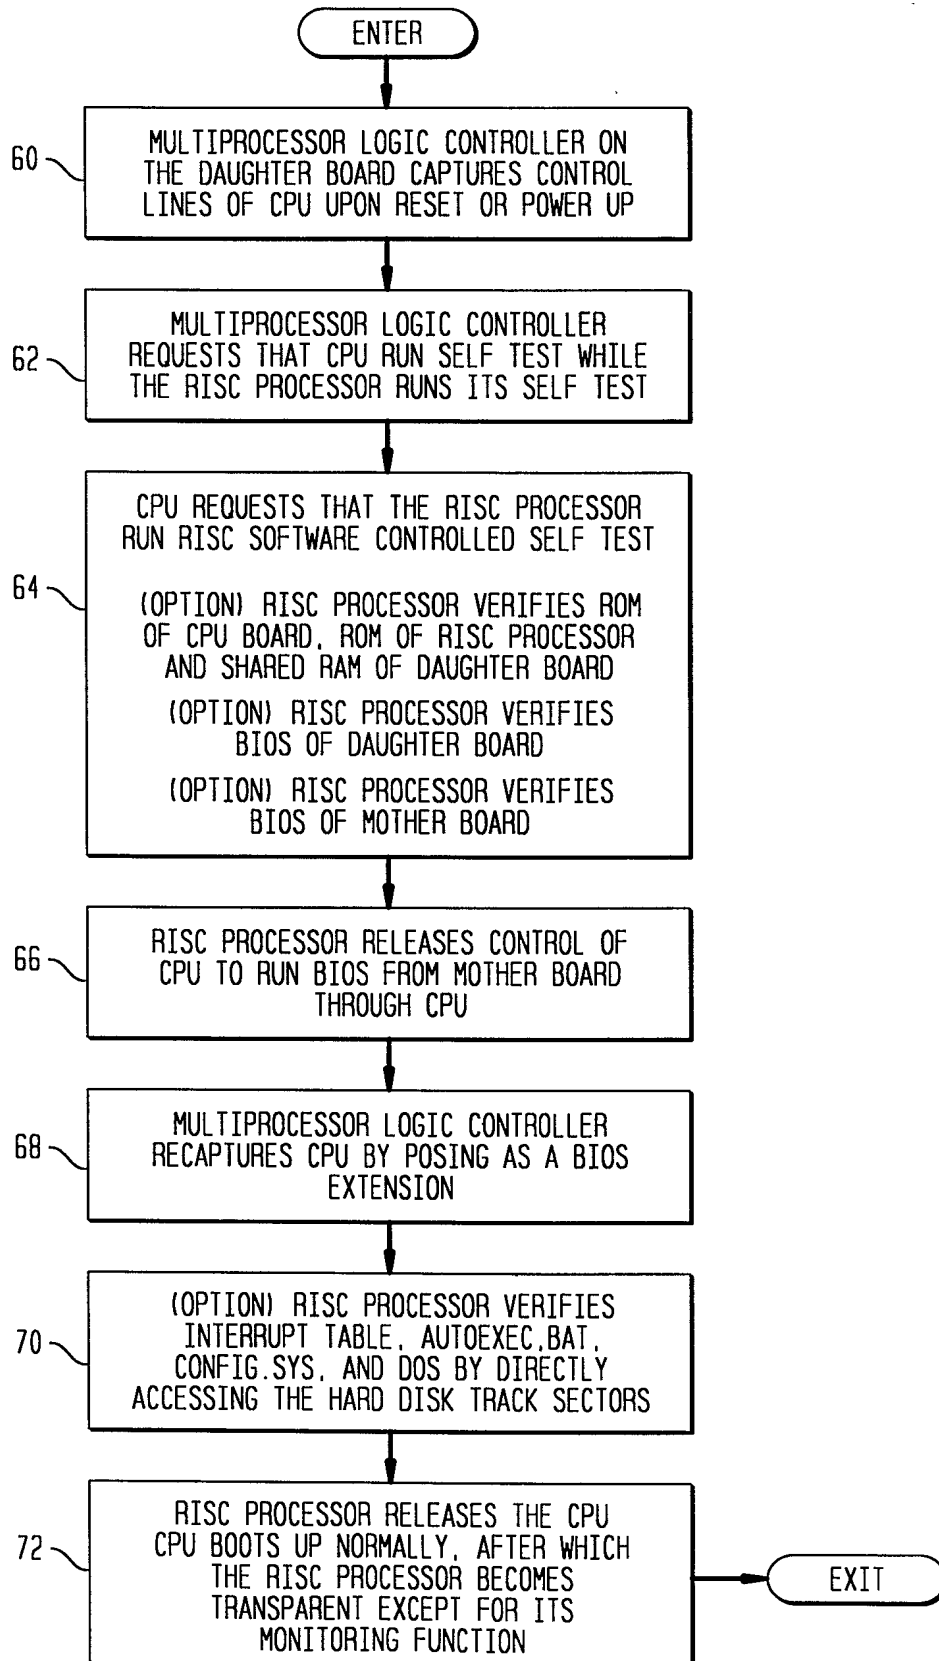 ENTER
60
MULTIPROCESSOR LOGIC CONTROLLER ON
THE DAUGHTER BOARD CAPTURES CONTROL
LINES OF CPU UPON RESET OR POWER UP
62
MULTIPROCESSOR LOGIC CONTROLLER
REQUESTS THAT CPU RUN SELF TEST WHILE
THE RISC PROCESSOR RUNS ITS SELF TEST
64
CPU REQUESTS THAT THE RISC PROCESSOR
RUN RISC SOFTWARE CONTROLLED SELF TEST
(OPTION) RISC PROCESSOR VERIFIES ROM
OF CPU BOARD, ROM OF RISC PROCESSOR
AND SHARED RAM OF DAUGHTER BOARD
(OPTION) RISC PROCESSOR VERIFIES
BIOS OF DAUGHTER BOARD
(OPTION) RISC PROCESSOR VERIFIES
BIOS OF MOTHER BOARD
66
RISC PROCESSOR RELEASES CONTROL OF
CPU TO RUN BIOS FROM MOTHER BOARD
THROUGH CPU
68
MULTIPROCESSOR LOGIC CONTROLLER
RECAPTURES CPU BY POSING AS A BIOS
EXTENSION
70
(OPTION) RISC PROCESSOR VERIFIES
INTERRUPT TABLE, AUTOEXEC,BAT,
CONFIG.SYS, AND DOS BY DIRECTLY
ACCESSING THE HARD DISK TRACK SECTORS
72
RISC PROCESSOR RELEASES THE CPU
CPU BOOTS UP NORMALLY, AFTER WHICH
THE RISC PROCESSOR BECOMES
TRANSPARENT EXCEPT FOR ITS
MONITORING FUNCTION
EXIT